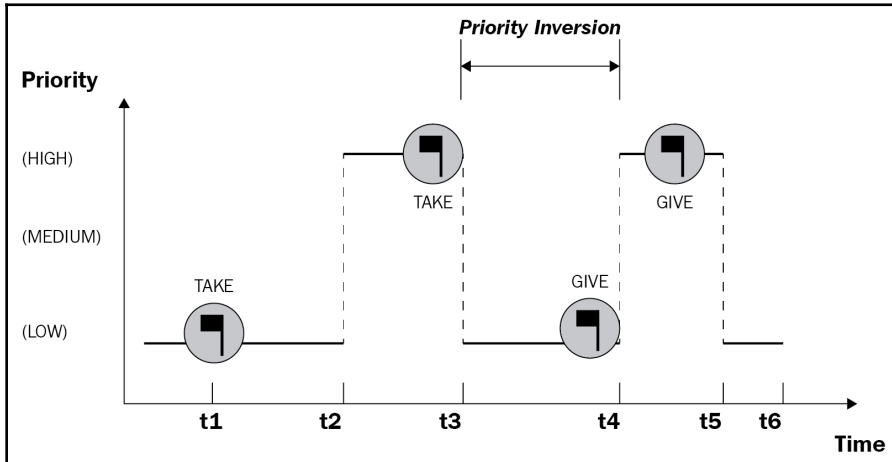 Priority Inversion
Priority
(HIGH)
TAKE
GIVE
(MEDIUM)
TAKE
GIVE
(LOW)
t1 t2 t3 t4 t5 t6
Time